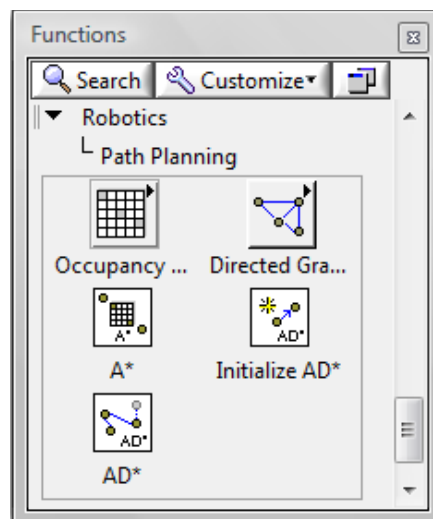 Functions
Search Customize
Robotics
Path Planning
Occupancy ... Directed Gra...
A* AD*
A* Initialize AD*
AD*
AD*